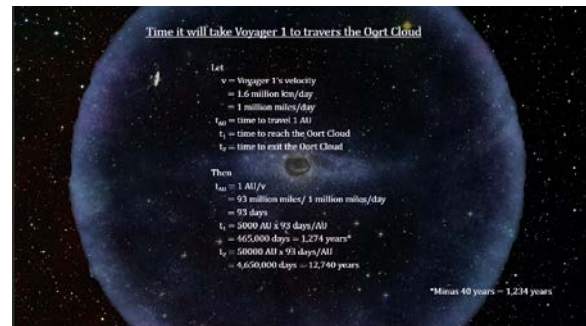 Time it will take Voyager 1 to travers the Oort Cloud
Let
v = Voyager 1's velocity
= 1.6 million km/day
= 1 million miles/day
t_AU = time to travel 1 AU
t₁ = time to reach the Oort Cloud
t₂ = time to exit the Oort Cloud
Then
t_AU = 1 AU/v
= 93 million miles/ 1 million miles/day
= 93 days
t₁ = 5000 AU x 93 days/AU
= 465,000 days = 1,274 years*
t₂ = 50000 AU x 93 days/AU
= 4,650,000 days = 12,740 years
*Minus 40 years = 1,234 years